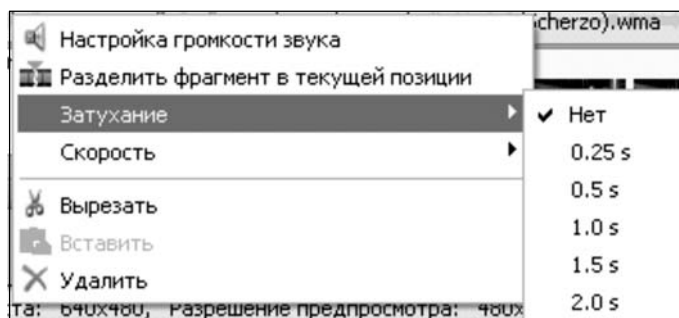 cherzo).wma
Настройка громкости звука
Разделить фрагмент в текущей позиции
Затухание
Нет
Скорость
0.25 s
0.5 s
Вырезать
1.0 s
Вставить
1.5 s
Удалить
2.0 s
та: 640x480, Разрешение предпросмотра: 480x